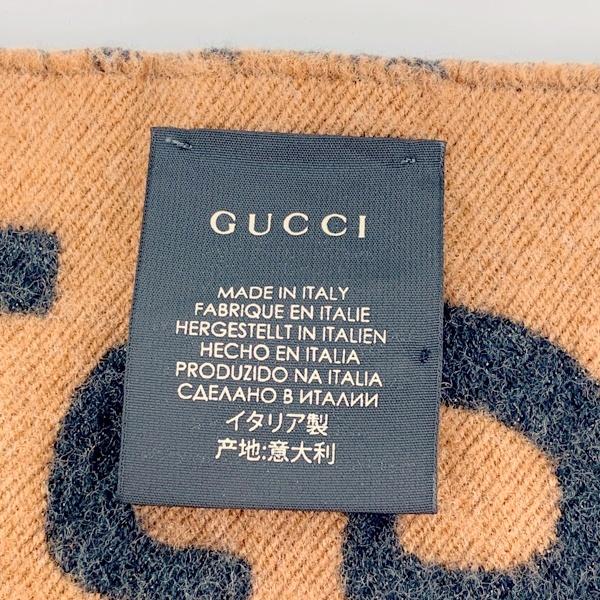 GUCCI
MADE IN ITALY
FABRIQUE EN ITALIE
HERGESTELLT IN ITALIEN
HECHO EN ITALIA
PRODUZIDO NA ITALIA
СДЕЛАНО В ИТАЛИИ
イタリア製
产地:意大利